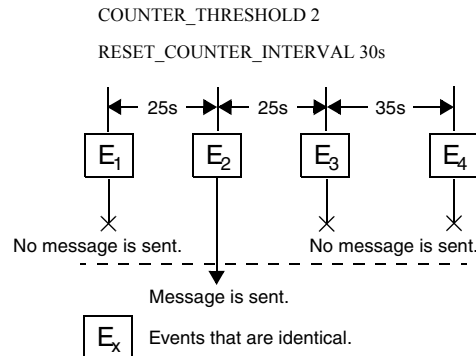 COUNTER_THRESHOLD 2
RESET_COUNTER_INTERVAL 30s
25s 25s 35s
E1 E2 E3 E4
No message is sent. No message is sent.
Message is sent.
Ex Events that are identical.